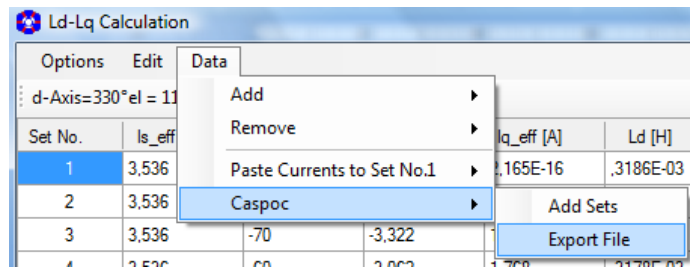 Ld-Lq Calculation
Options Edit Data
d-Axis=330°el = 11
Add
Remove
Paste Currents to Set No.1
Caspoc
Add Sets
Export File
Set No. Is_eff Iq_eff [A] Ld [H]
1 3,536 2,165E-16 ,3186E-03
2 3,536
3 3,536 -70 -3,322